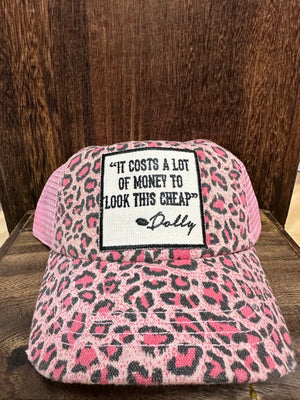 “IT COSTS A LOT
OF MONEY TO
LOOK THIS CHEAP”
-Dolly